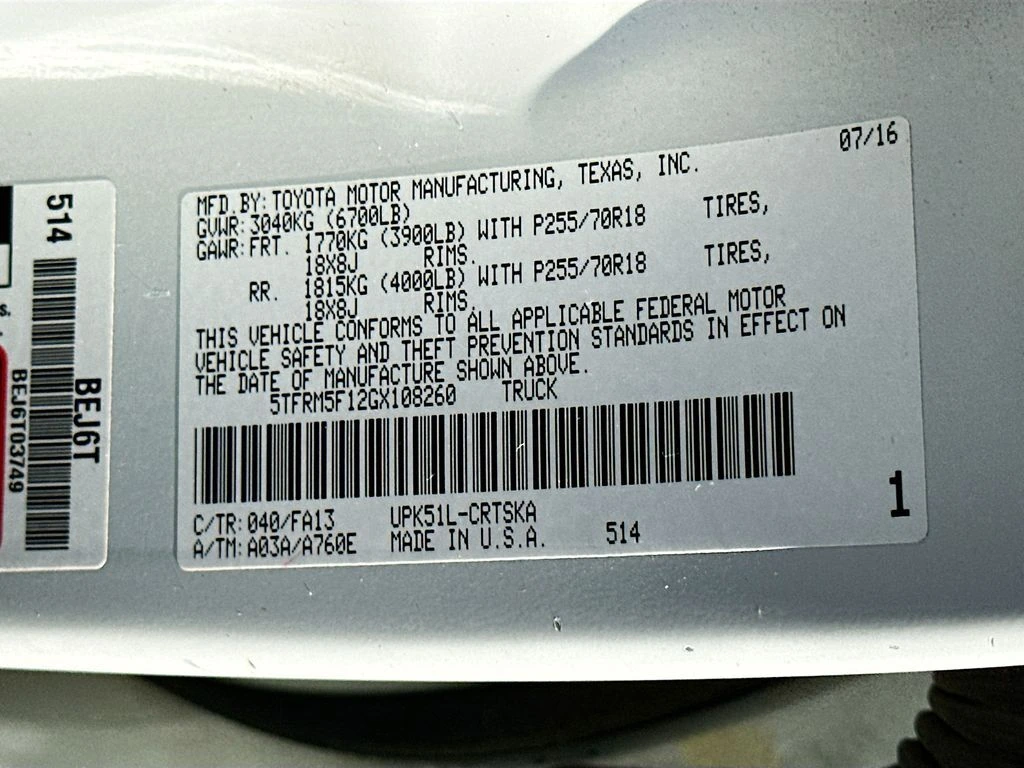 07/16
MFD.BY:TOYOTA MOTOR MANUFACTURING, TEXAS, INC.
GVWR:3040KG (6700LB)
GAWR:FRT. 1770KG (3900LB) WITH P255/70R18 TIRES,
18X8J RIMS.
RR. 1815KG (4000LB) WITH P255/70R18 TIRES,
18X8J RIMS.
THIS VEHICLE CONFORMS TO ALL APPLICABLE FEDERAL MOTOR
VEHICLE SAFETY AND THEFT PREVENTION STANDARDS IN EFFECT ON
THE DATE OF MANUFACTURE SHOWN ABOVE.
5TFRM5F12GX108260 TRUCK
C/TR:040/FA13 UPK51L-CRTSKA
A/TM:A03A/A760E MADE IN U.S.A. 514
1
514
BEJ6T
BEJ6T03749
s.